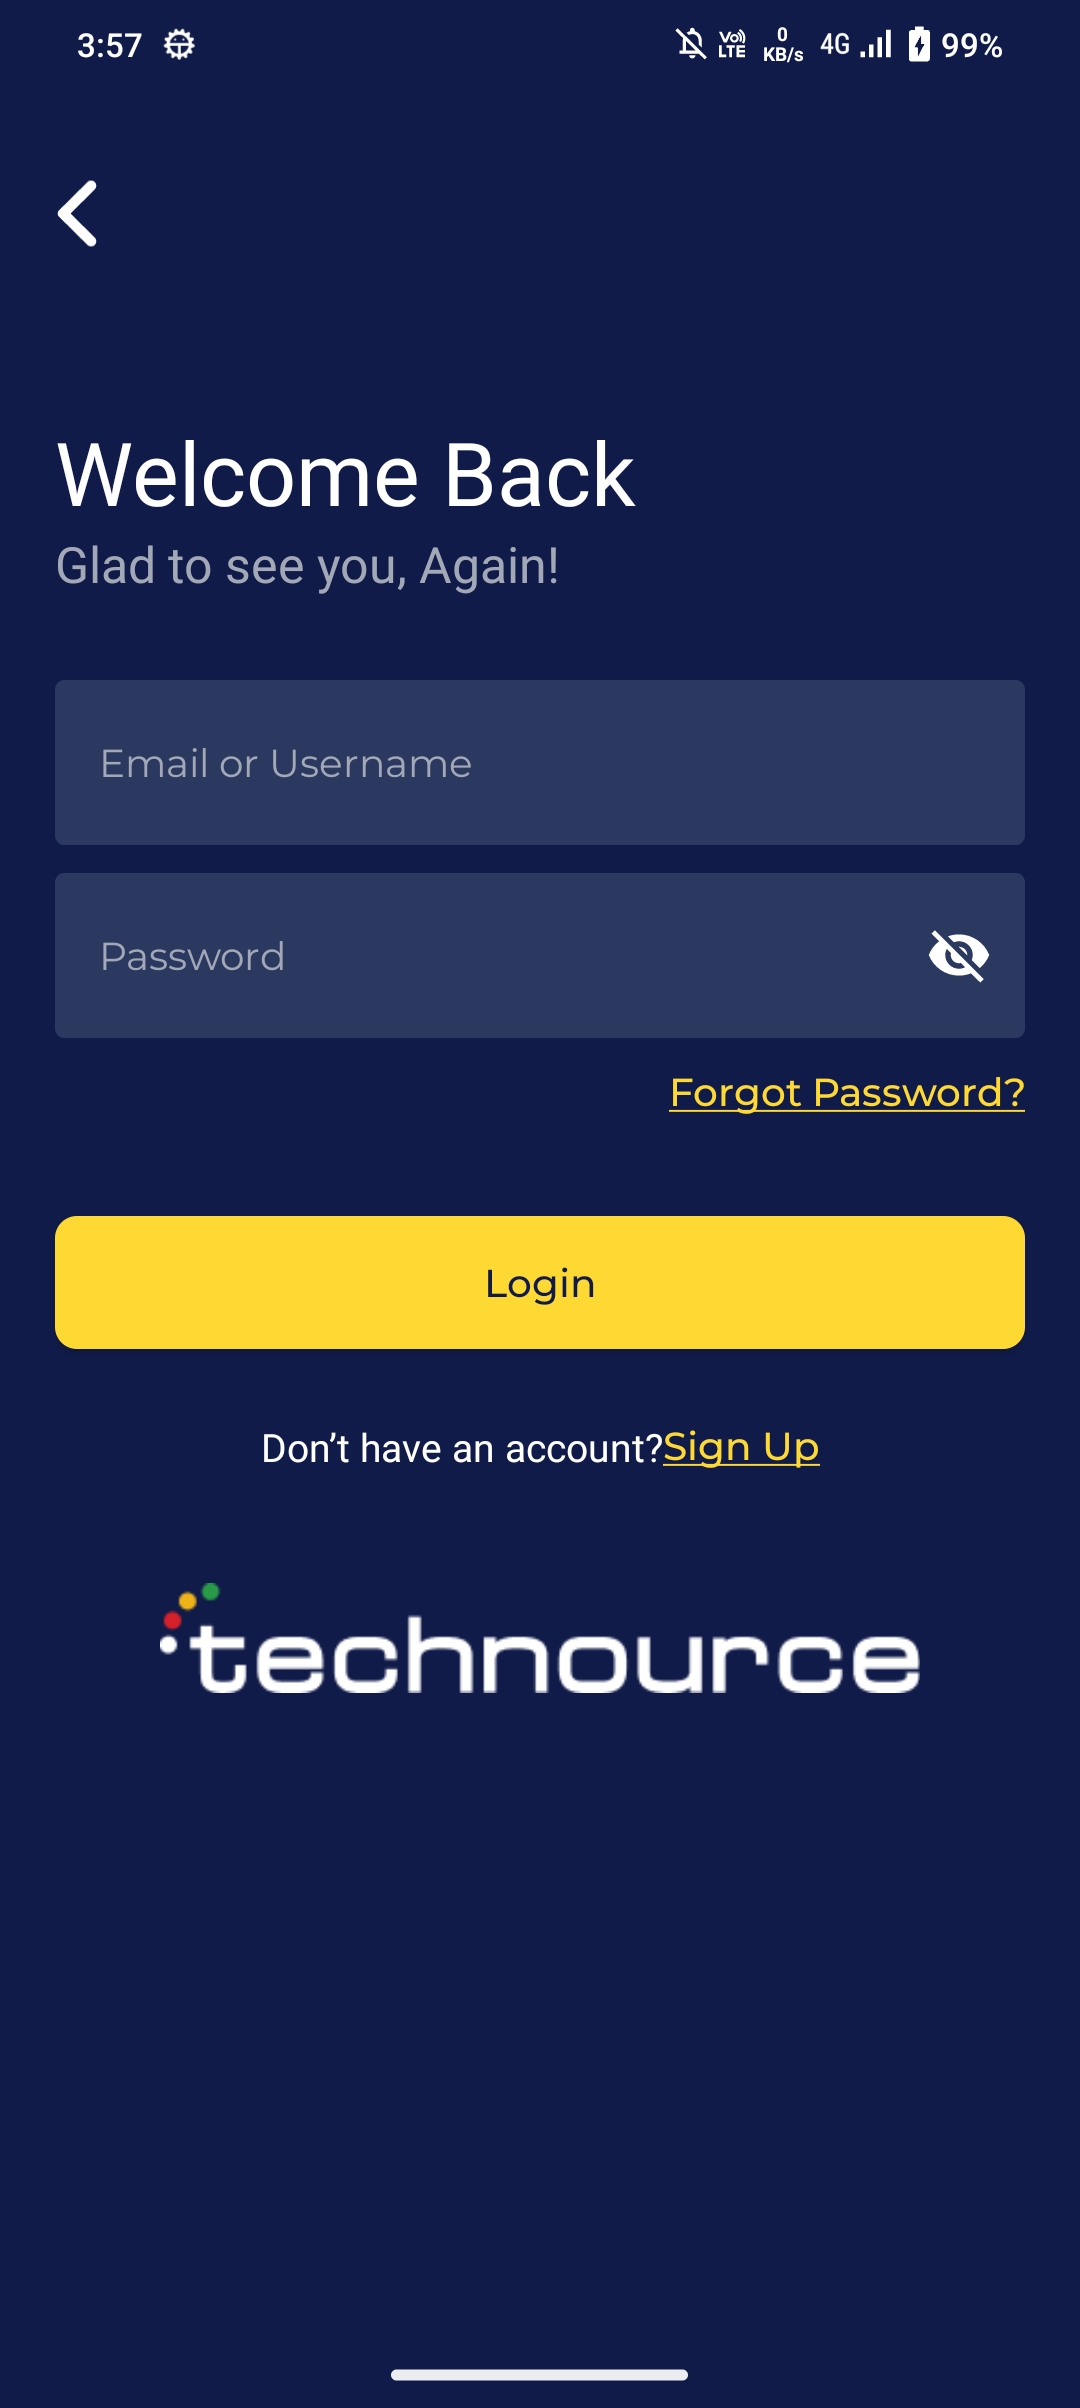 3:57 Vo) LTE 0 KB/s 4G 99%
Welcome Back
Glad to see you, Again!
Email or Username
Password
Forgot Password?
Login
Don’t have an account?Sign Up
technource